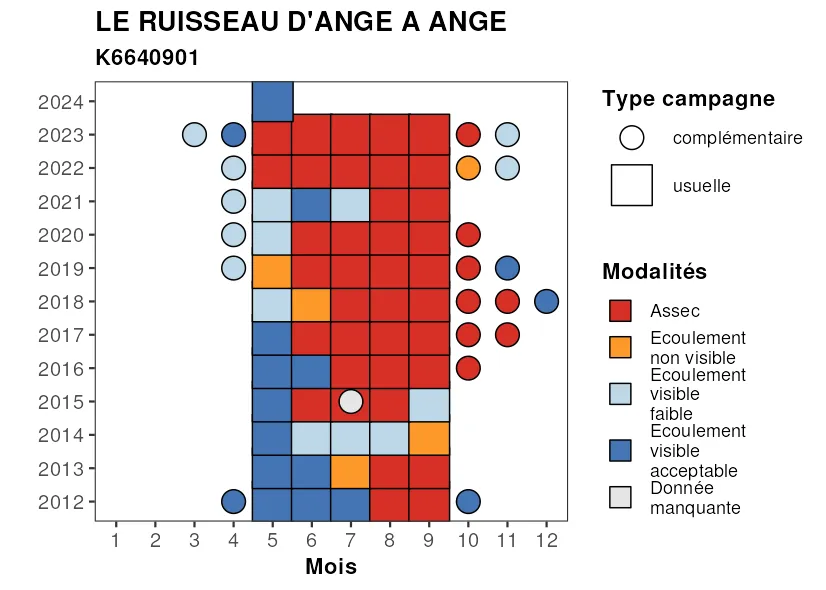 LE RUISSEAU D'ANGE A ANGE
K6640901
2024
2023
2022
2021
2020
2019
2018
2017
2016
2015
2014
2013
2012
1 2 3 4 5 6 7 8 9 10 11 12
Mois
Type campagne
complémentaire
usuelle
Modalités
Assec
Ecoulement
non visible
Ecoulement
visible
faible
Ecoulement
visible
acceptable
Donnée
manquante